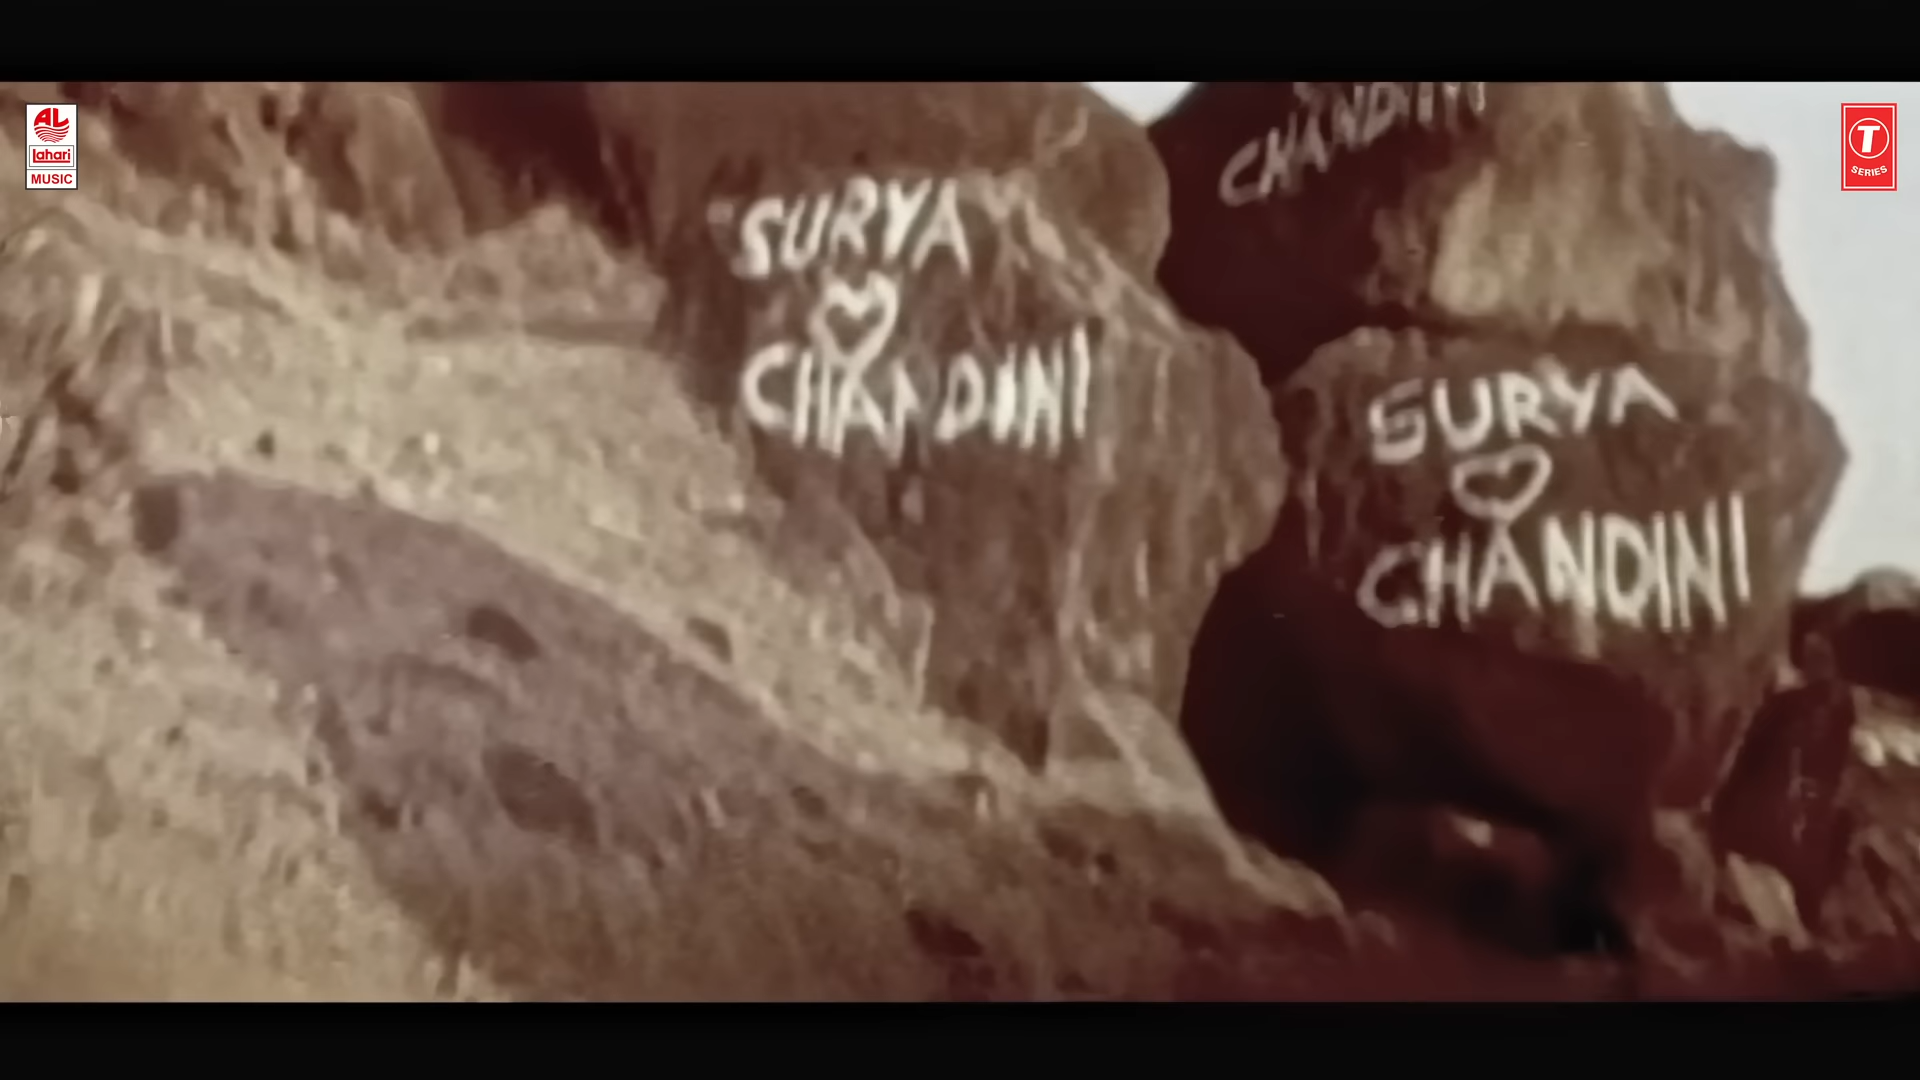 AL
Lahari
MUSIC
T
SERIES
CHANDINI
SURYA
CHANDINI
SURYA
CHANDINI